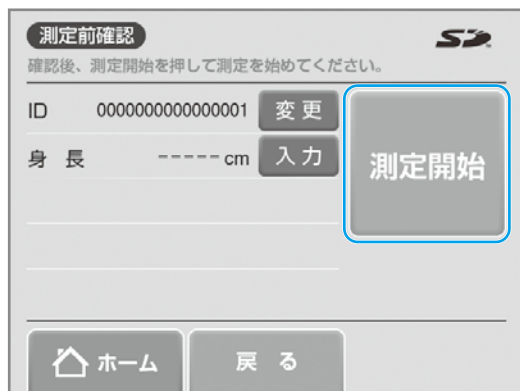 測定前確認
SD
確認後、測定開始を押して測定を始めてください。
ID 0000000000000001 変更
身 長 -----cm 入力
測定開始
ホーム
戻 る